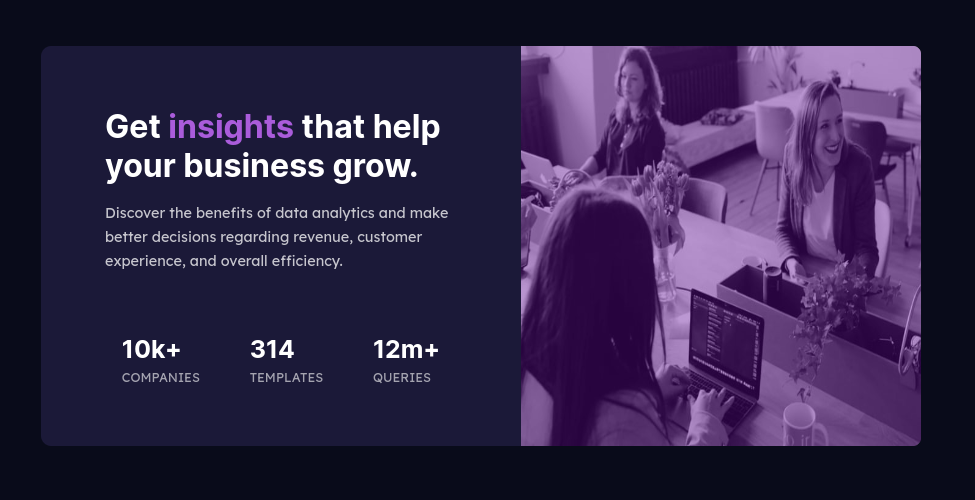 Get insights that help
your business grow.
Discover the benefits of data analytics and make
better decisions regarding revenue, customer
experience, and overall efficiency.
10k+ 314 12m+
COMPANIES TEMPLATES QUERIES